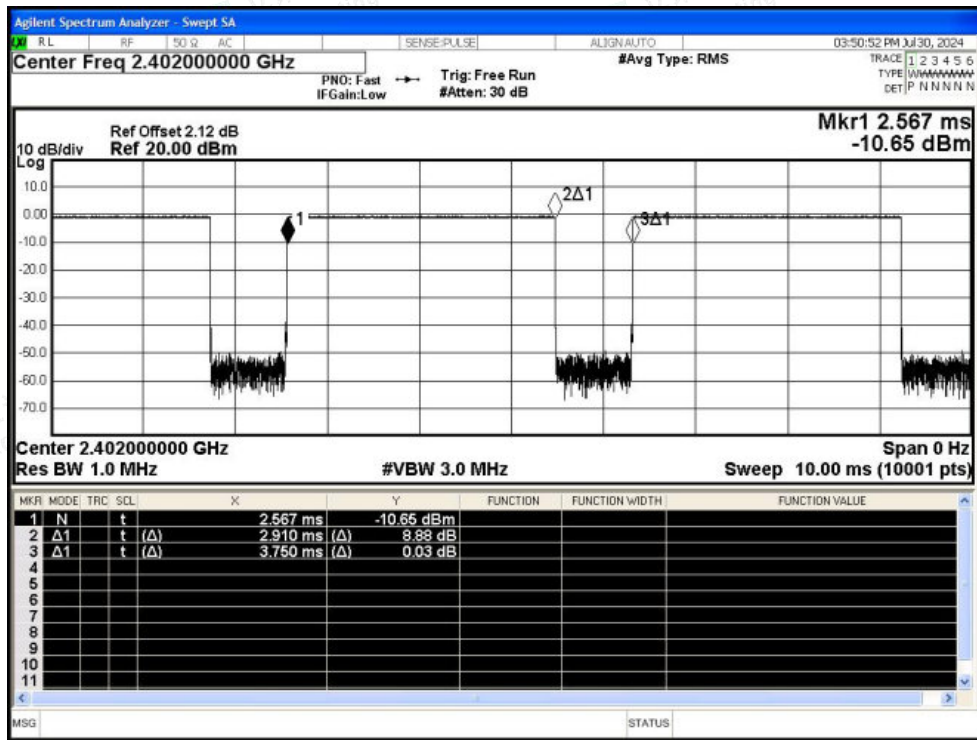 Agilent Spectrum Analyzer - Swept SA
LXI RL RF 50 Ω AC SENSE:PULSE ALIGNAUTO 03:50:52 PM Jul 30, 2024
Center Freq 2.402000000 GHz #Avg Type: RMS TRACE 1 2 3 4 5 6
PNO: Fast Trig: Free Run TYPE WWWWWW
IFGain:Low #Atten: 30 dB DET P N N N N N
Mkr1 2.567 ms
-10.65 dBm
Ref Offset 2.12 dB
10 dB/div Ref 20.00 dBm
Log
10.0
0.00
-10.0
-20.0
-30.0
-40.0
-50.0
-60.0
-70.0
1
2Δ1
3Δ1
Center 2.402000000 GHz Span 0 Hz
Res BW 1.0 MHz #VBW 3.0 MHz Sweep 10.00 ms (10001 pts)
MKR MODE TRC SCL X Y FUNCTION FUNCTION WIDTH FUNCTION VALUE
1 N t 2.567 ms -10.65 dBm
2 Δ1 t (Δ) 2.910 ms (Δ) 8.88 dB
3 Δ1 t (Δ) 3.750 ms (Δ) 0.03 dB
4
5
6
7
8
9
10
11
MSG STATUS